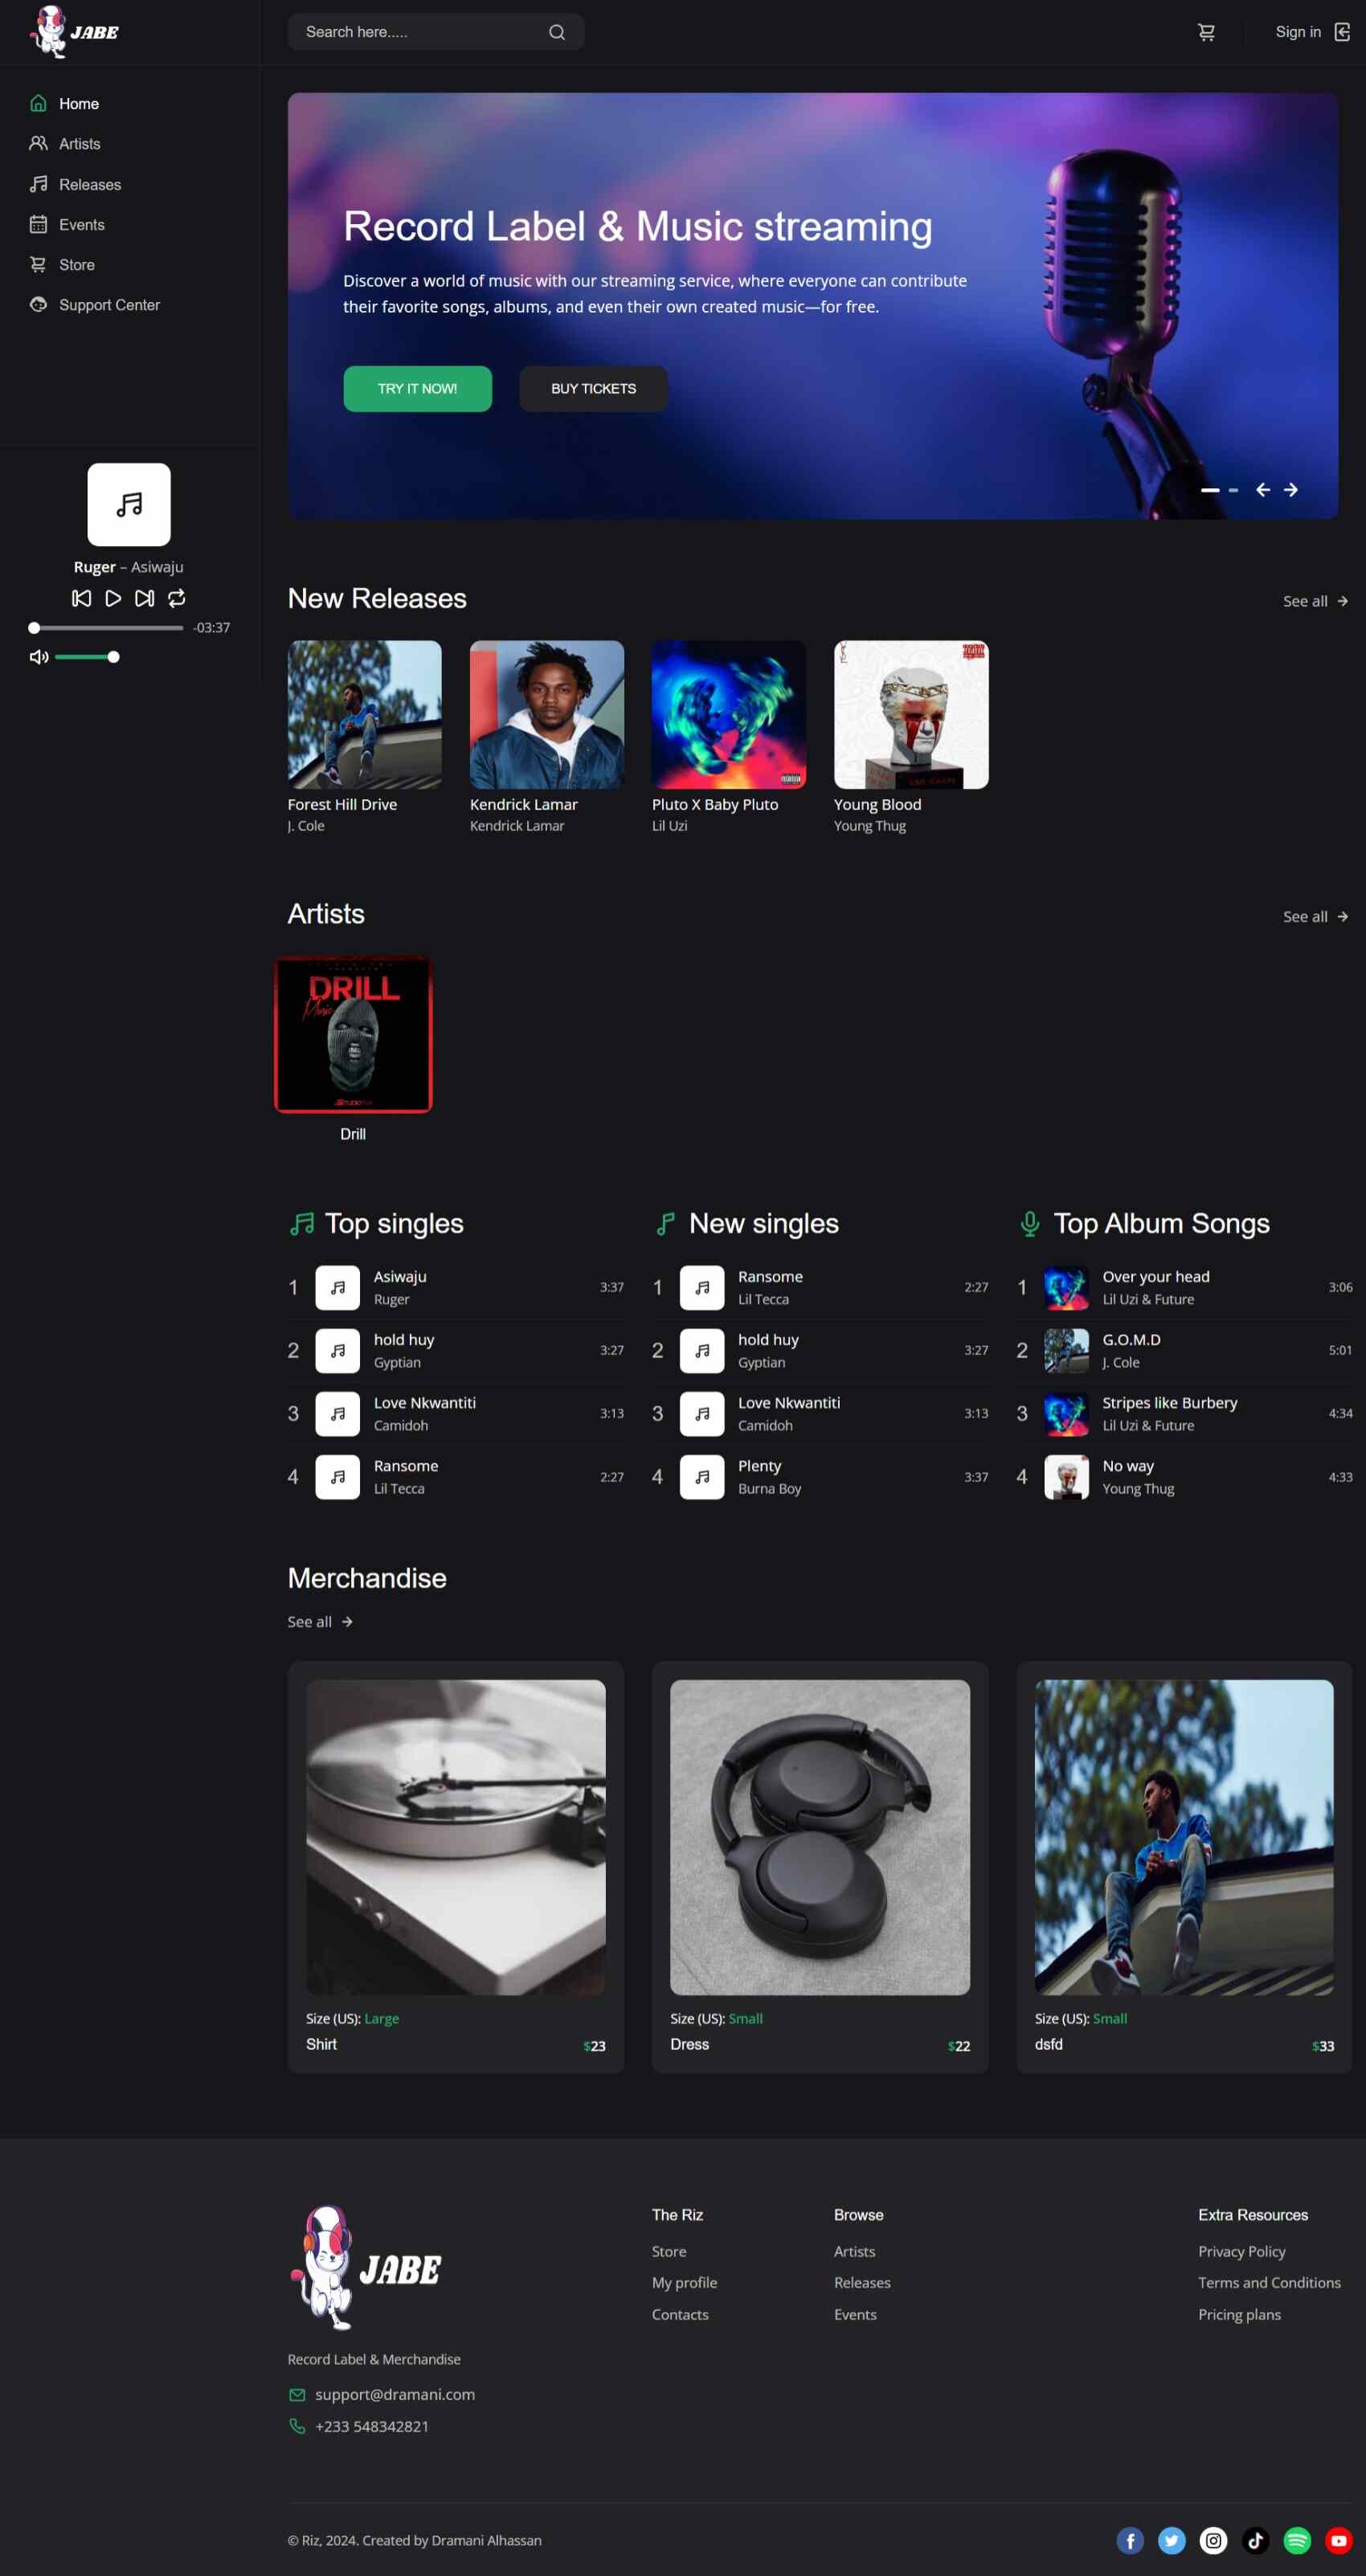 JABE
Search here.....
Sign in
Home
Artists
Releases
Events
Store
Support Center
Ruger – Asiwaju
-03:37
Record Label & Music streaming
Discover a world of music with our streaming service, where everyone can contribute
their favorite songs, albums, and even their own created music—for free.
TRY IT NOW!
BUY TICKETS
New Releases
See all
Forest Hill Drive
J. Cole
Kendrick Lamar
Kendrick Lamar
Pluto X Baby Pluto
Lil Uzi
Young Blood
Young Thug
Artists
See all
DRILL
Music
Drill
Top singles
1
Asiwaju
Ruger
3:37
2
hold huy
Gyptian
3:27
3
Love Nkwantiti
Camidoh
3:13
4
Ransome
Lil Tecca
2:27
New singles
1
Ransome
Lil Tecca
2:27
2
hold huy
Gyptian
3:27
3
Love Nkwantiti
Camidoh
3:13
4
Plenty
Burna Boy
3:37
Top Album Songs
1
Over your head
Lil Uzi & Future
3:06
2
G.O.M.D
J. Cole
5:01
3
Stripes like Burbery
Lil Uzi & Future
4:34
4
No way
Young Thug
4:33
Merchandise
See all
Size (US): Large
Shirt
$23
Size (US): Small
Dress
$22
Size (US): Small
dsfd
$33
JABE
Record Label & Merchandise
support@dramani.com
+233 548342821
The Riz
Store
My profile
Contacts
Browse
Artists
Releases
Events
Extra Resources
Privacy Policy
Terms and Conditions
Pricing plans
© Riz, 2024. Created by Dramani Alhassan